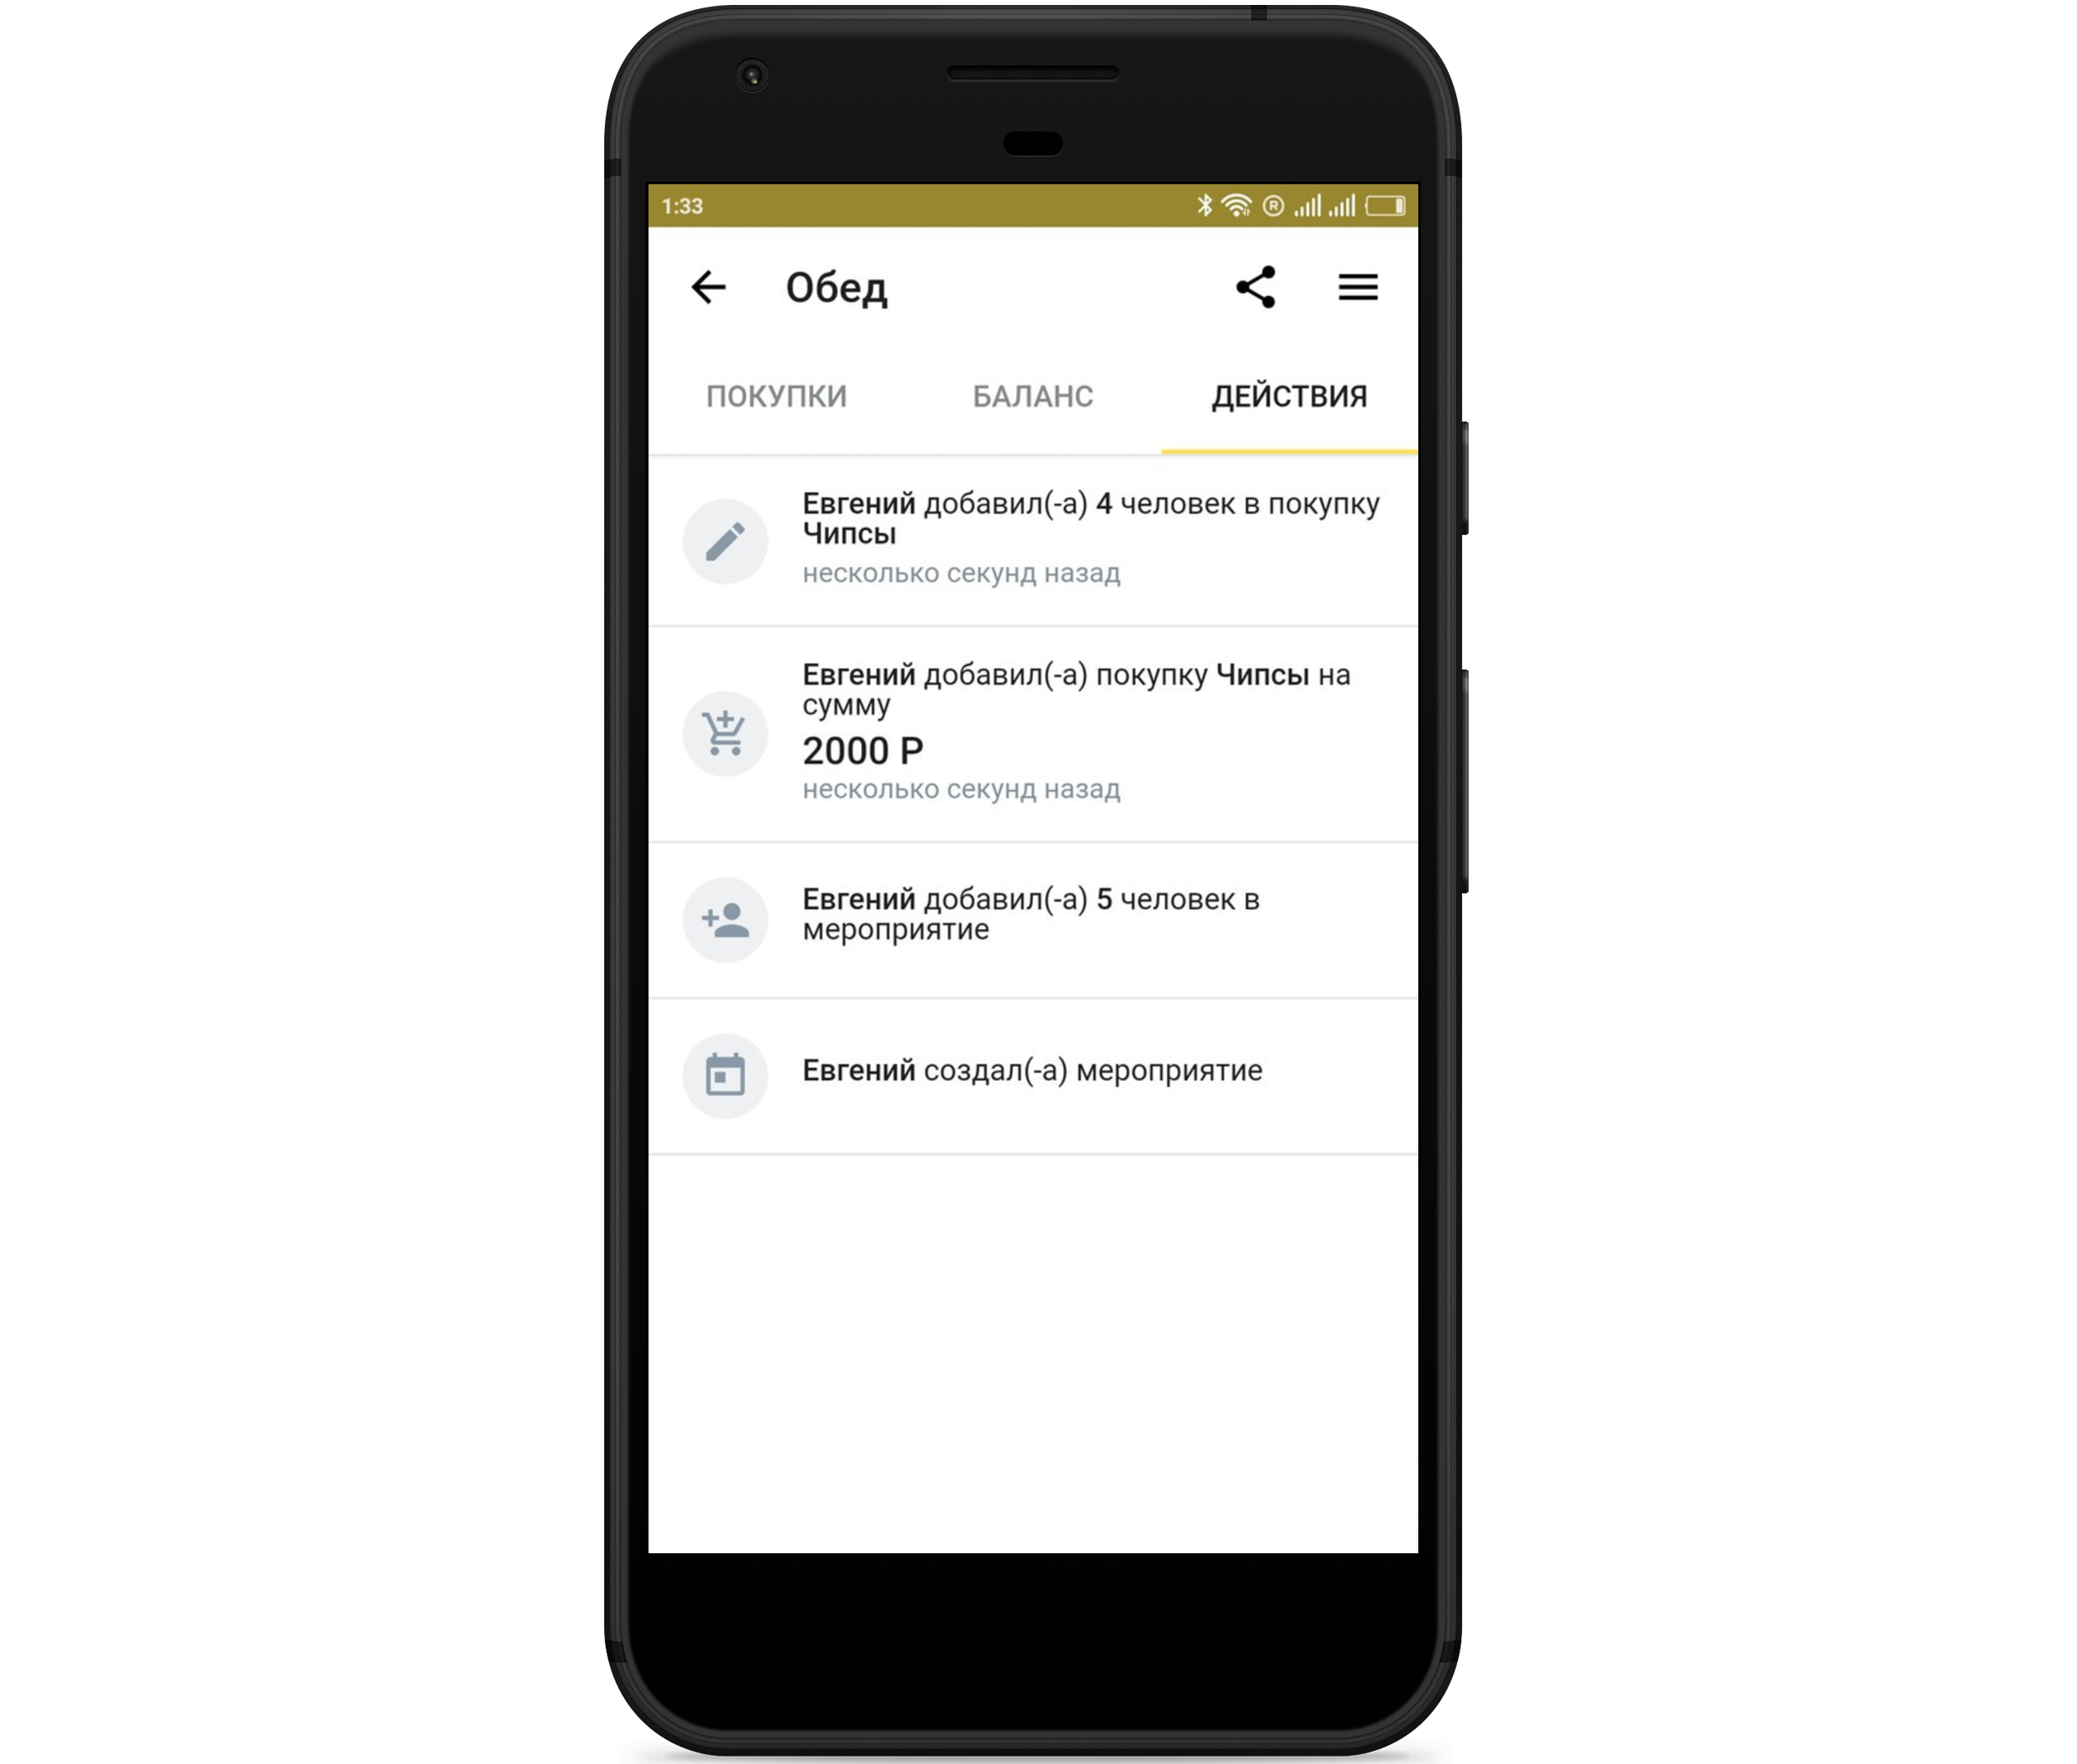 1:33
Обед
ПОКУПКИ БАЛАНС ДЕЙСТВИЯ
Евгений добавил(-а) 4 человек в покупку
Чипсы
несколько секунд назад
Евгений добавил(-а) покупку Чипсы на
сумму
2000 Р
несколько секунд назад
Евгений добавил(-а) 5 человек в
мероприятие
Евгений создал(-а) мероприятие